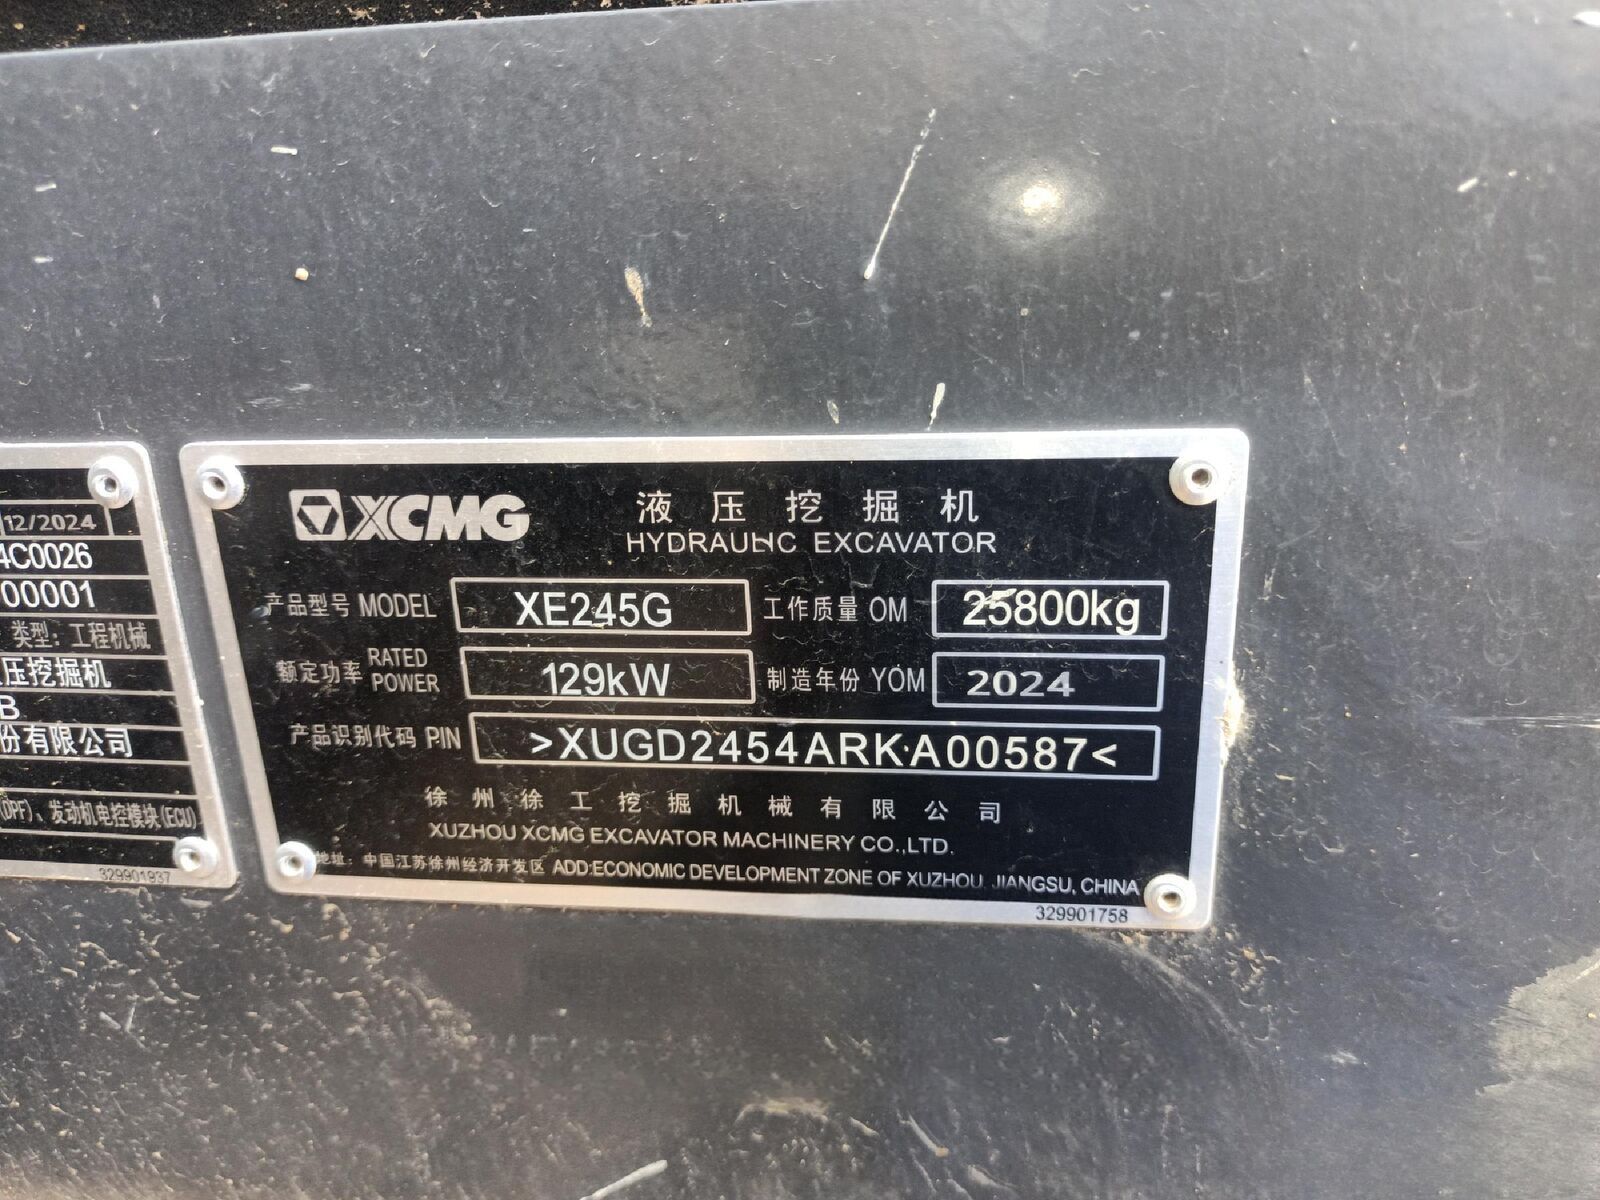 12/2024
4C0026
00001
类型：工程机械
压挖掘机
B
份有限公司
(DPF)、发动机电控模块(ECU)
329901937
XCMG
液压挖掘机
HYDRAULIC EXCAVATOR
产品型号 MODEL XE245G 工作质量 OM 25800kg
额定功率 RATED POWER 129kW 制造年份 YOM 2024
产品识别代码 PIN >XUGD2454ARKA00587<
徐州徐工挖掘机械有限公司
XUZHOU XCMG EXCAVATOR MACHINERY CO.,LTD.
地址：中国江苏徐州经济开发区 ADD:ECONOMIC DEVELOPMENT ZONE OF XUZHOU, JIANGSU, CHINA
329901758